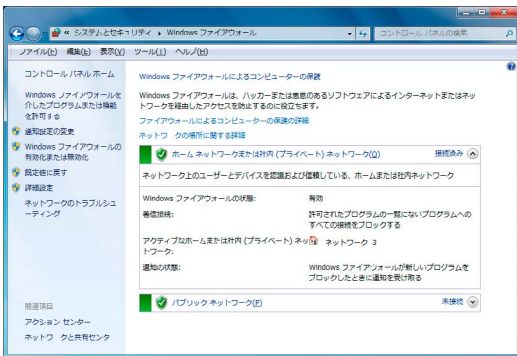 « システムとセキュリティ ▸ Windows ファイアウォール
コントロール パネルの検索
ファイル(F) 編集(E) 表示(V) ツール(T) ヘルプ(H)
コントロール パネル ホーム
Windows ファイアウォールを
介したプログラムまたは機能
を許可する
通知設定の変更
Windows ファイアウォールの
有効化または無効化
既定値に戻す
詳細設定
ネットワークのトラブルシュ
ーティング
関連項目
アクション センター
ネットワークと共有センタ
Windows ファイアウォールによるコンピューターの保護
Windows ファイアウォールは、ハッカーまたは悪意のあるソフトウェアによるインターネットまたはネッ
トワークを経由したアクセスを防止するのに役立ちます。
ファイアウォールによるコンピューターの保護の詳細
ネットワークの場所に関する詳細
ホーム ネットワークまたは社内 (プライベート) ネットワーク(O) 接続済み
ネットワーク上のユーザーとデバイスを認識および信頼している、ホームまたは社内ネットワーク
Windows ファイアウォールの状態: 有効
着信接続: 許可されたプログラムの一覧にないプログラムへの
すべての接続をブロックする
アクティブなホームまたは社内 (プライベート) ネッ
トワーク: ネットワーク 3
通知の状態: Windows ファイアウォールが新しいプログラムを
ブロックしたときに通知を受け取る
パブリック ネットワーク(P) 未接続